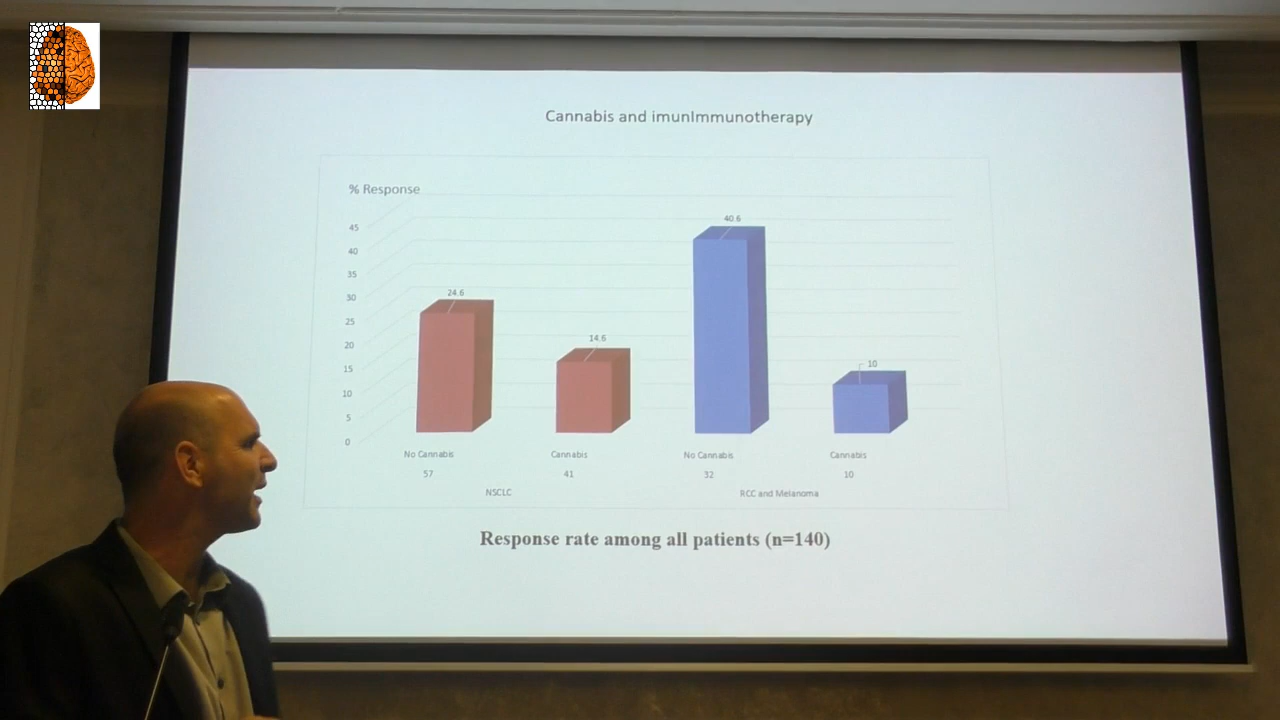 Cannabis and imunImmunotherapy
% Response
45
40
35
30
25
20
15
10
5
0
24.6
14.6
40.6
10
No Cannabis
Cannabis
No Cannabis
Cannabis
57
41
32
10
NSCLC
RCC and Melanoma
Response rate among all patients (n=140)